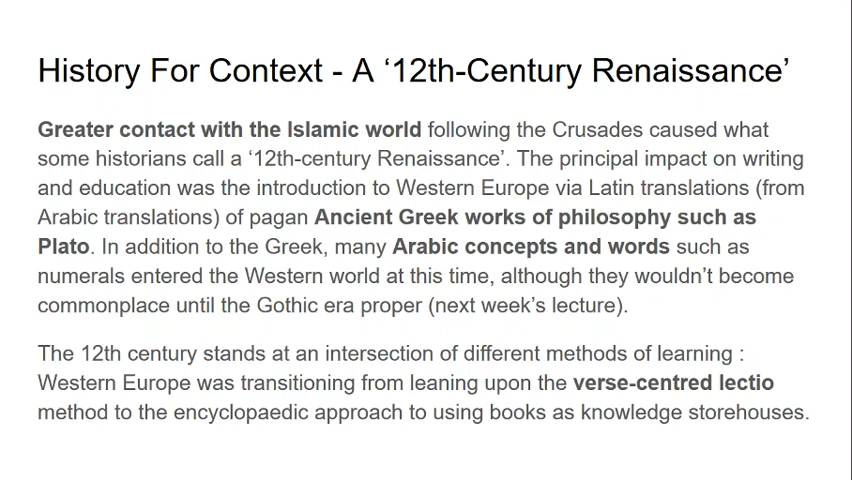 History For Context - A ‘12th-Century Renaissance’
Greater contact with the Islamic world following the Crusades caused what
some historians call a ‘12th-century Renaissance’. The principal impact on writing
and education was the introduction to Western Europe via Latin translations (from
Arabic translations) of pagan Ancient Greek works of philosophy such as
Plato. In addition to the Greek, many Arabic concepts and words such as
numerals entered the Western world at this time, although they wouldn’t become
commonplace until the Gothic era proper (next week’s lecture).
The 12th century stands at an intersection of different methods of learning :
Western Europe was transitioning from leaning upon the verse-centred lectio
method to the encyclopaedic approach to using books as knowledge storehouses.